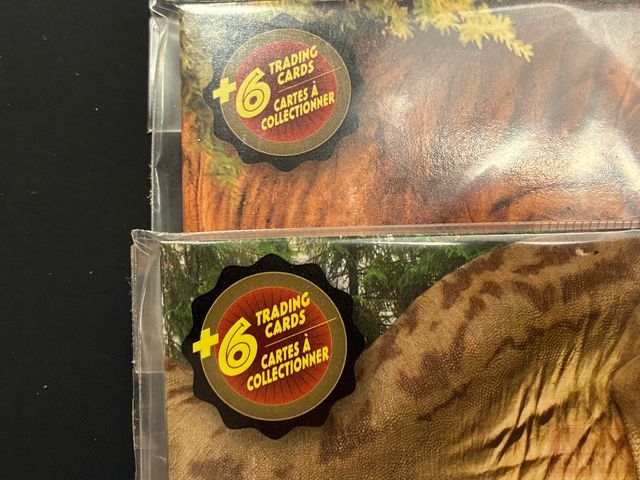 +6 TRADING
CARDS
CARTES À
COLLECTIONNER
+6 TRADING
CARDS
CARTES À
COLLECTIONNER